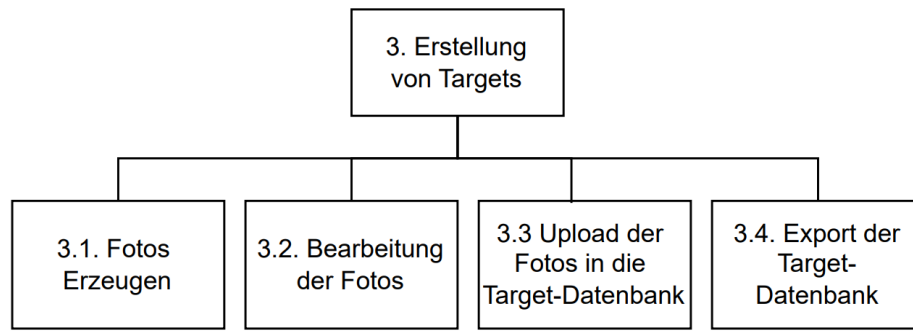 3. Erstellung
von Targets
3.1. Fotos
Erzeugen
3.2. Bearbeitung
der Fotos
3.3 Upload der
Fotos in die
Target-Datenbank
3.4. Export der
Target-
Datenbank